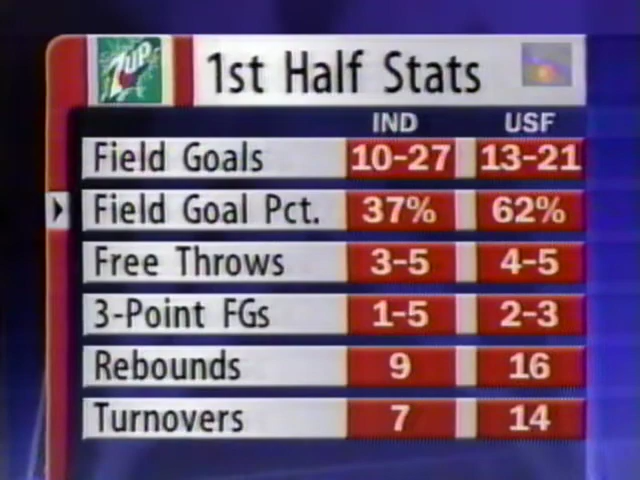 7UP
1st Half Stats
IND USF
Field Goals 10-27 13-21
Field Goal Pct. 37% 62%
Free Throws 3-5 4-5
3-Point FGs 1-5 2-3
Rebounds 9 16
Turnovers 7 14